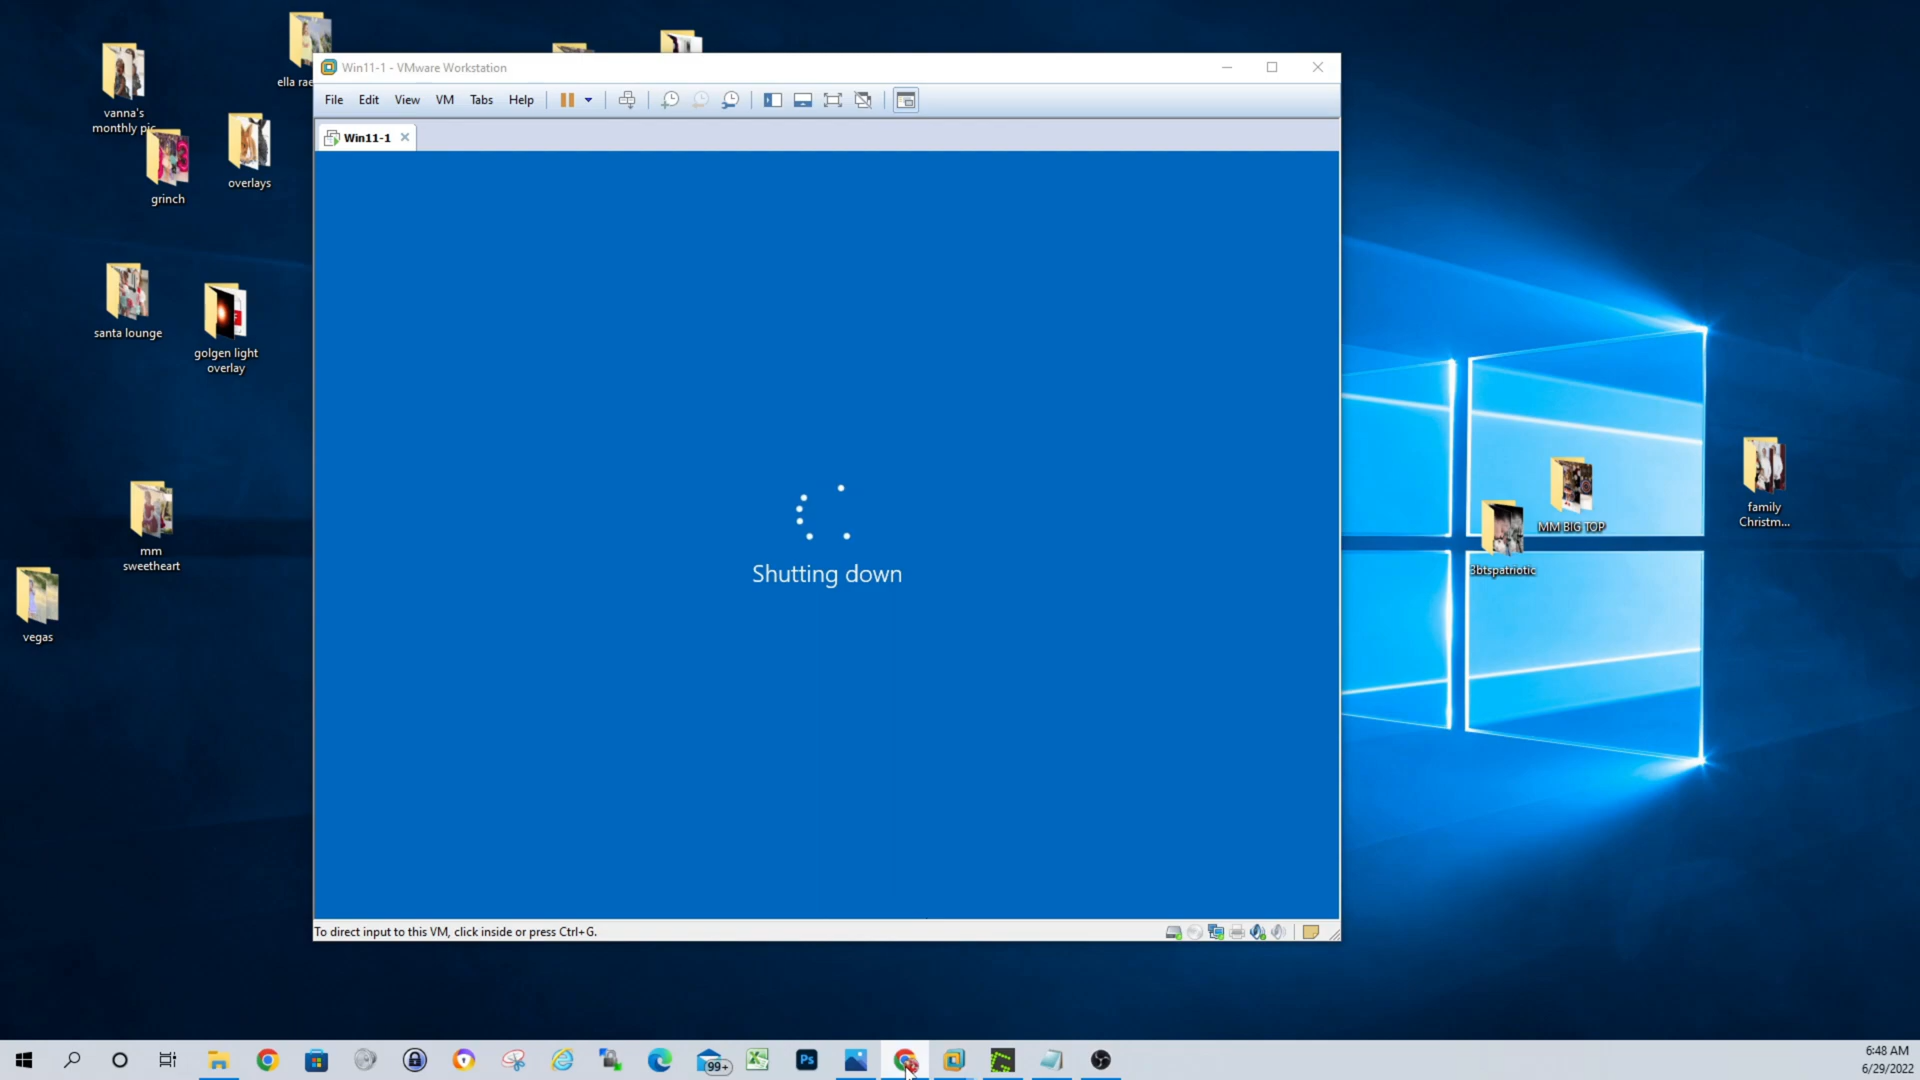 vanna's
monthly pic
ella rae
grinch
overlays
santa lounge
golgen light
overlay
mm
sweetheart
vegas
Win11-1 - VMware Workstation
File Edit View VM Tabs Help
Win11-1
Shutting down
To direct input to this VM, click inside or press Ctrl+G.
MM BIG TOP
3btspatriotic
family
Christm...
99+
Ps
6:48 AM
6/29/2022